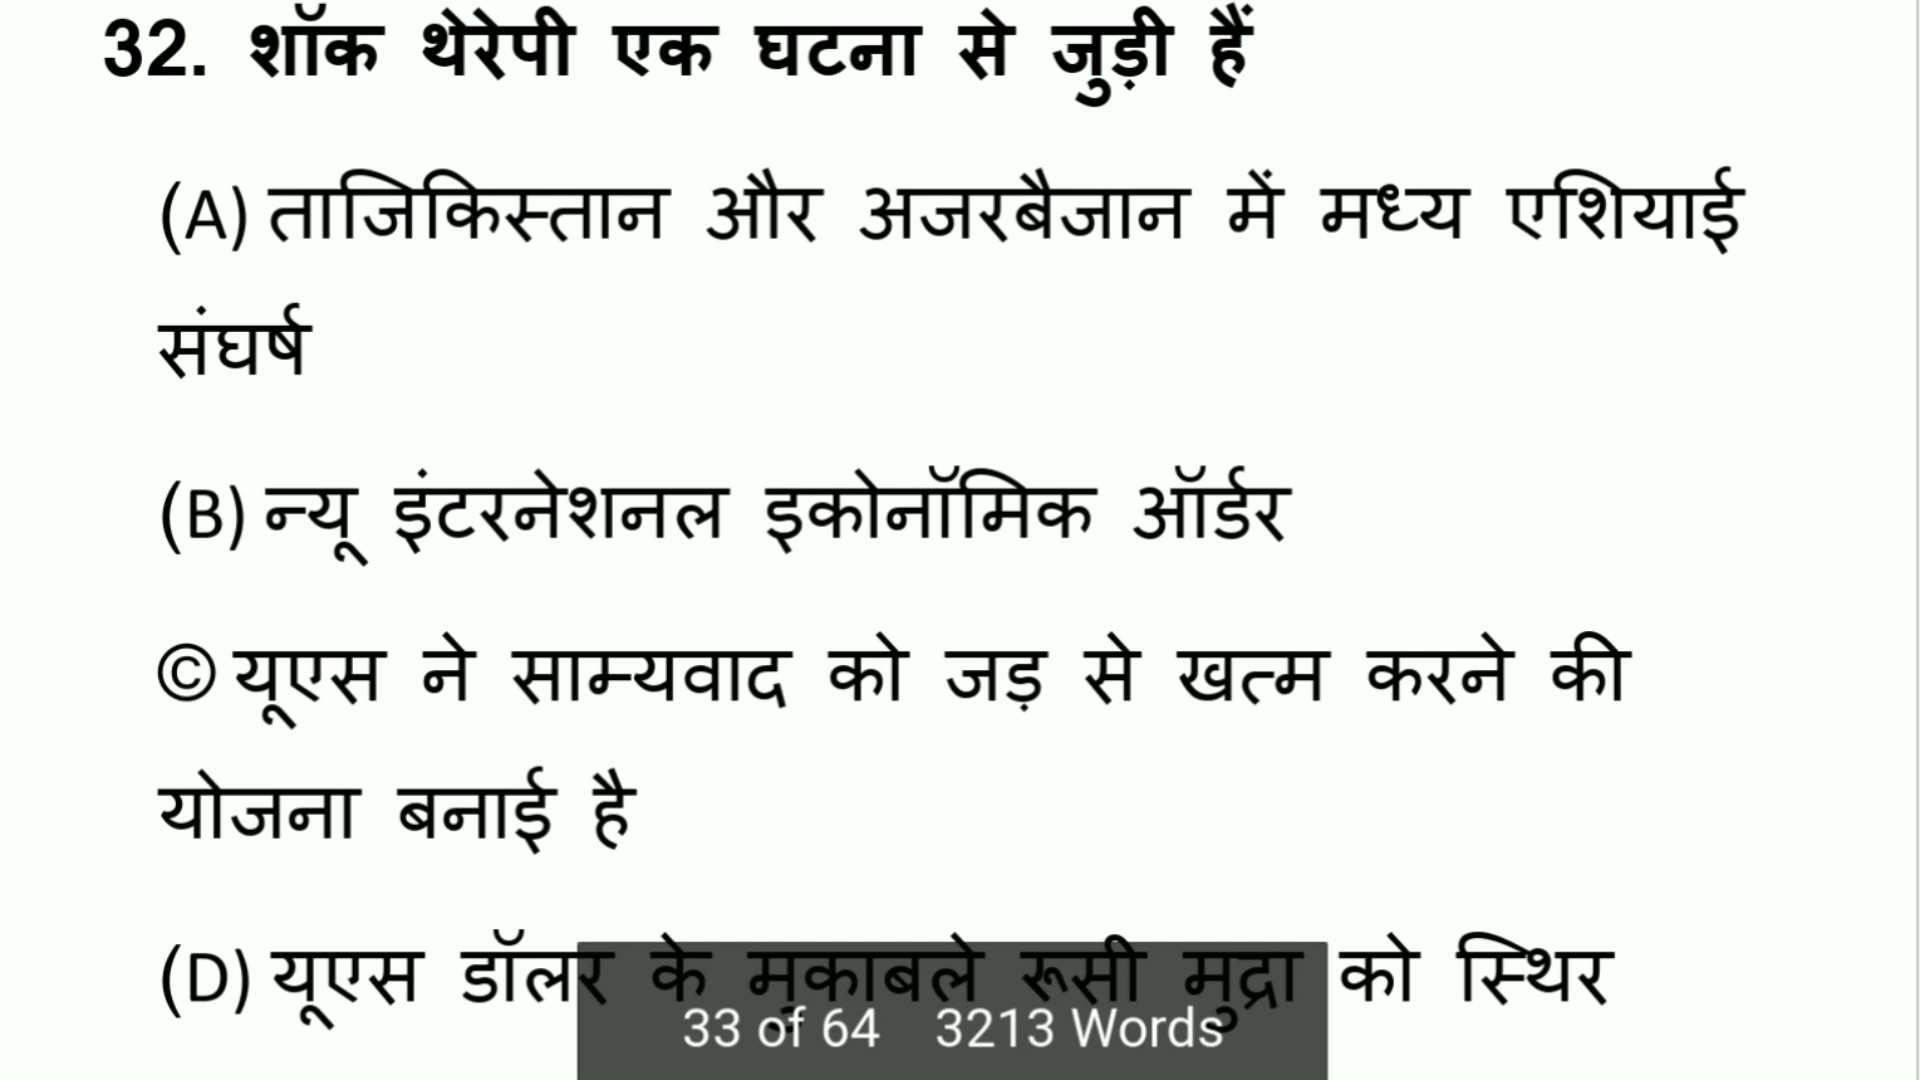 32. शॉक थेरेपी एक घटना से जुड़ी हैं
(A) ताजिकिस्तान और अजरबैजान में मध्य एशियाई
संघर्ष
(B) न्यू इंटरनेशनल इकोनॉमिक ऑर्डर
© यूएस ने साम्यवाद को जड़ से खत्म करने की
योजना बनाई है
(D) यूएस डॉलर के मुकाबले रूसी मुद्रा को स्थिर
33 of 64 3213 Words